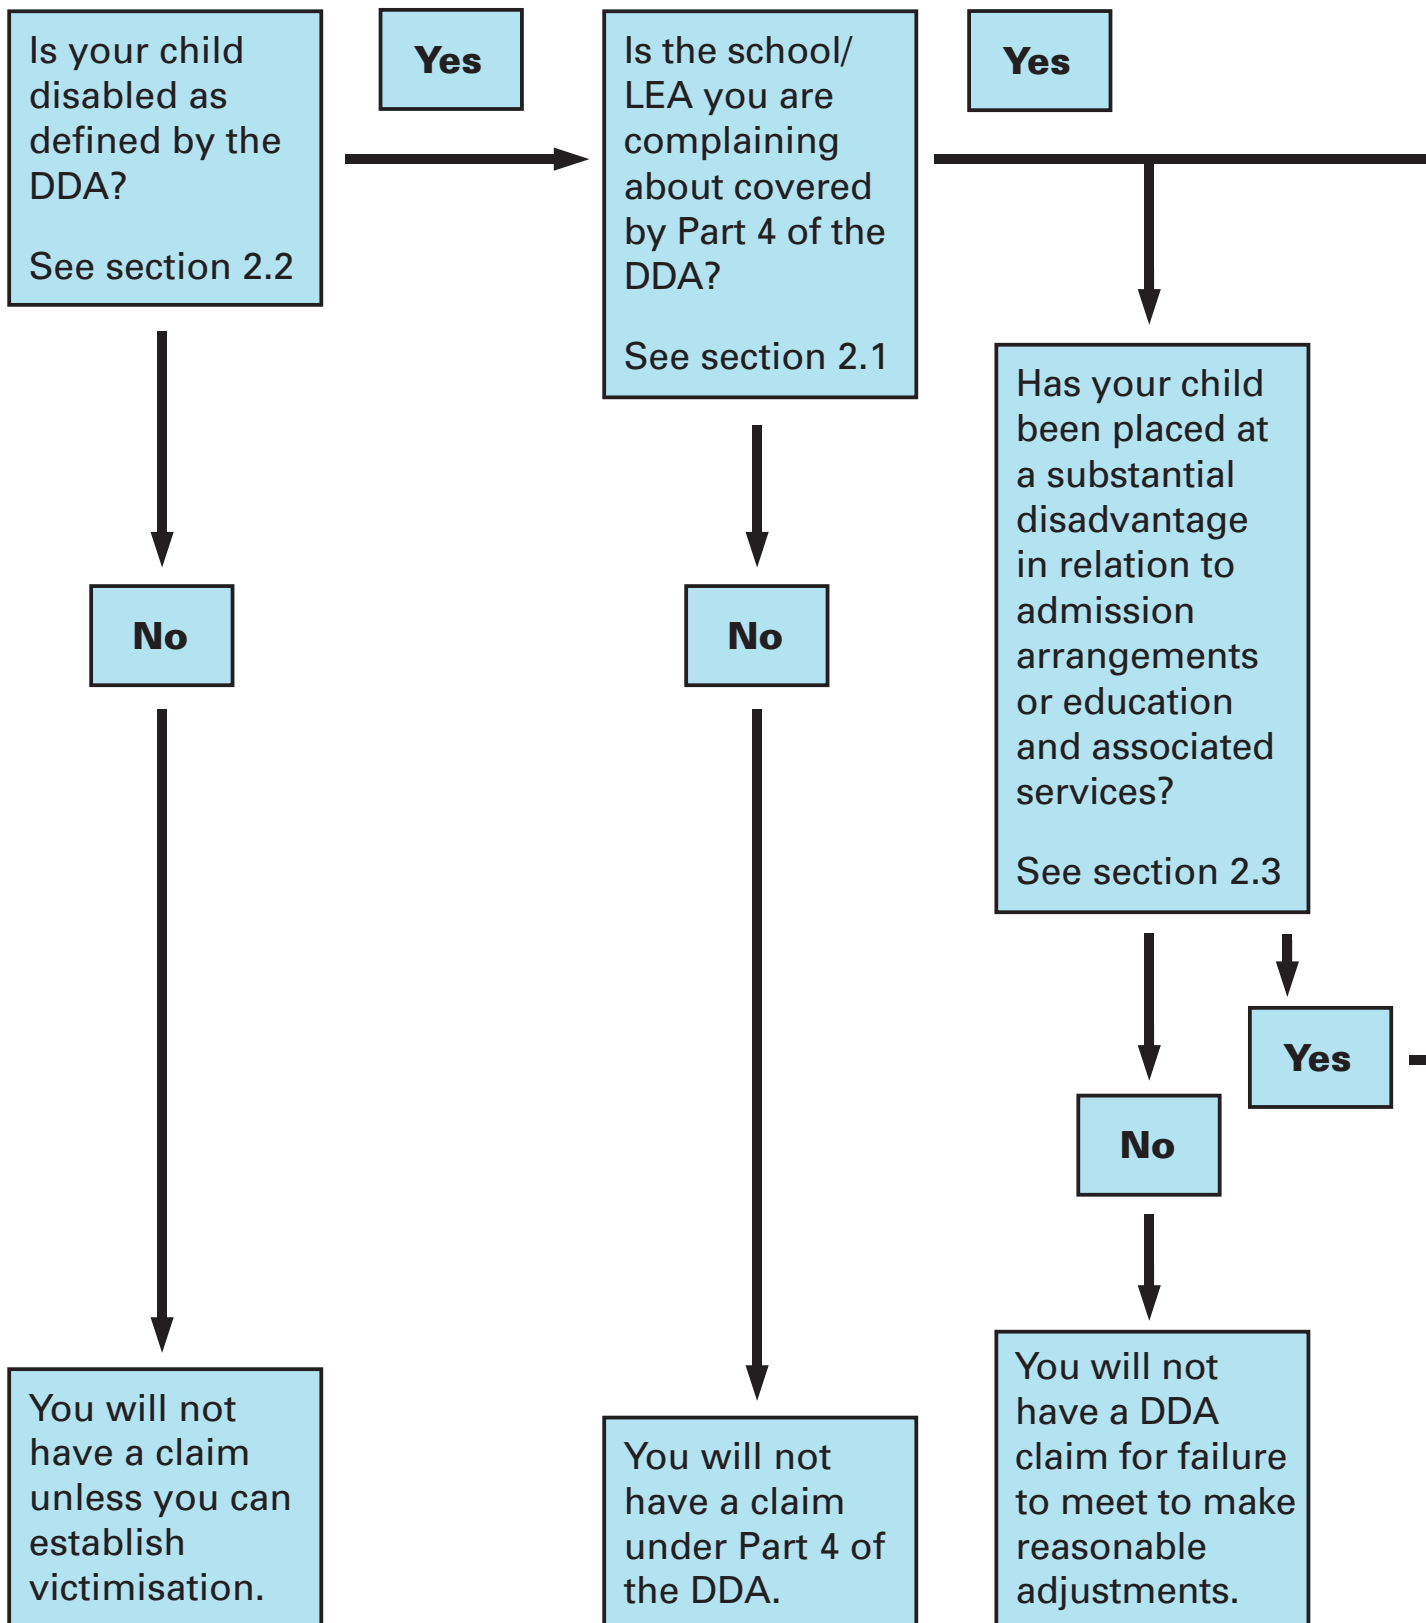 Is your child
disabled as
defined by the
DDA?
See section 2.2
Yes
Is the school/
LEA you are
complaining
about covered
by Part 4 of the
DDA?
See section 2.1
Yes
Has your child
been placed at
a substantial
disadvantage
in relation to
admission
arrangements
or education
and associated
services?
See section 2.3
No
No
Yes
No
You will not
have a claim
unless you can
establish
victimisation.
You will not
have a claim
under Part 4 of
the DDA.
You will not
have a DDA
claim for failure
to meet to make
reasonable
adjustments.